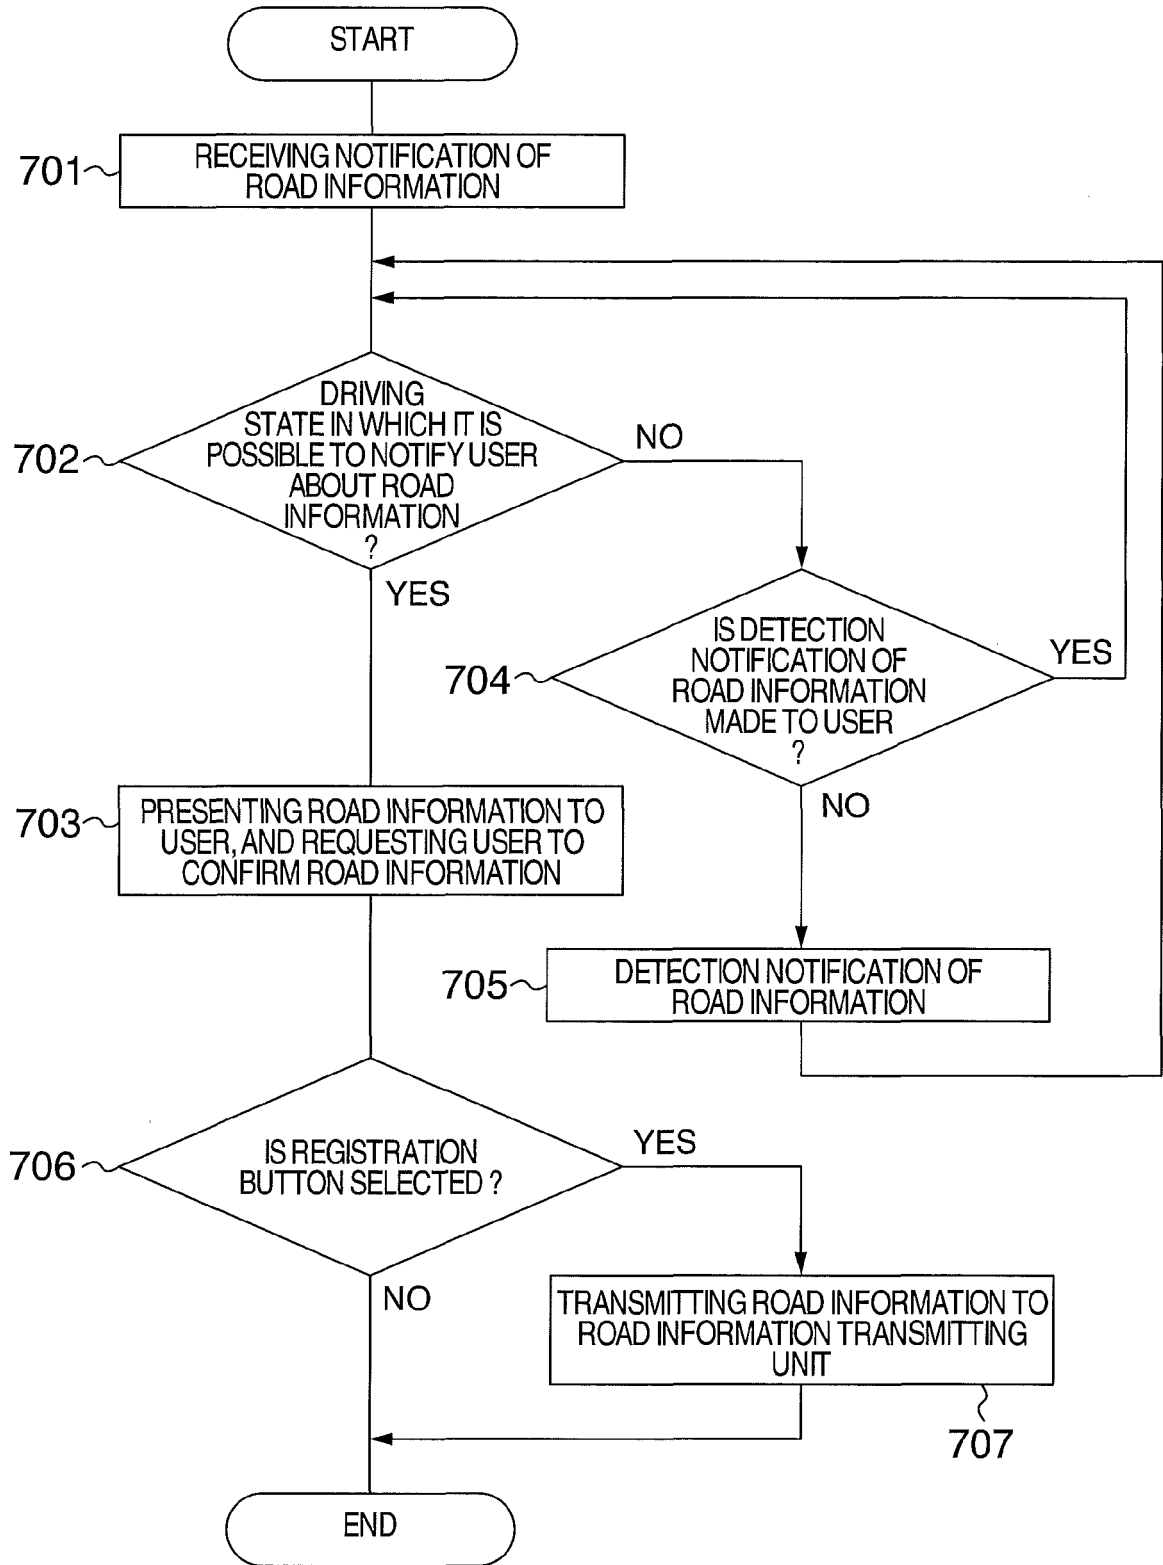 START
701
RECEIVING NOTIFICATION OF
ROAD INFORMATION
702
DRIVING
STATE IN WHICH IT IS
POSSIBLE TO NOTIFY USER
ABOUT ROAD
INFORMATION
?
NO
YES
704
IS DETECTION
NOTIFICATION OF
ROAD INFORMATION
MADE TO USER
?
YES
NO
703
PRESENTING ROAD INFORMATION TO
USER, AND REQUESTING USER TO
CONFIRM ROAD INFORMATION
705
DETECTION NOTIFICATION OF
ROAD INFORMATION
706
IS REGISTRATION
BUTTON SELECTED ?
YES
NO
TRANSMITTING ROAD INFORMATION TO
ROAD INFORMATION TRANSMITTING
UNIT
707
END